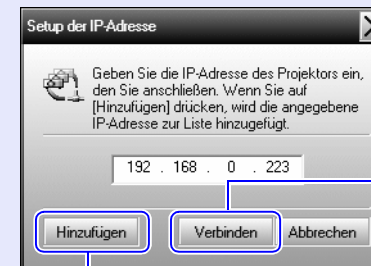 Setup der IP-Adresse
Geben Sie die IP-Adresse des Projektors ein,
den Sie anschließen. Wenn Sie auf
[Hinzufügen] drücken, wird die angegebene
IP-Adresse zur Liste hinzugefügt.
192 . 168 . 0 . 223
Hinzufügen Verbinden Abbrechen